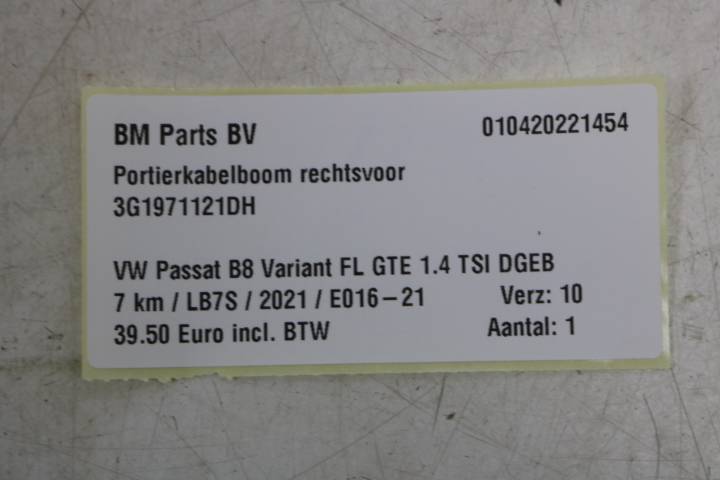 BM Parts BV 010420221454
Portierkabelboom rechtsvoor
3G1971121DH
VW Passat B8 Variant FL GTE 1.4 TSI DGEB
7 km / LB7S / 2021 / E016-21 Verz: 10
39.50 Euro incl. BTW Aantal: 1